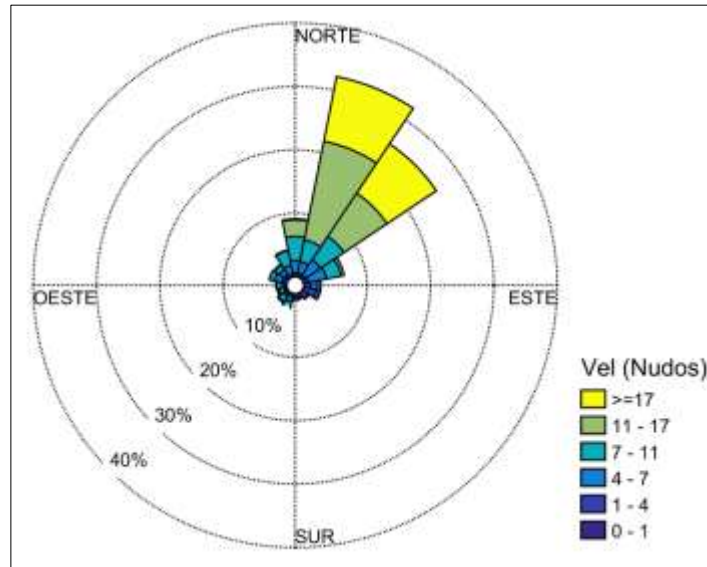 NORTE
OESTE
ESTE
10%
20%
30%
40%
SUR
Vel (Nudos)
>=17
11 - 17
7 - 11
4 - 7
1 - 4
0 - 1